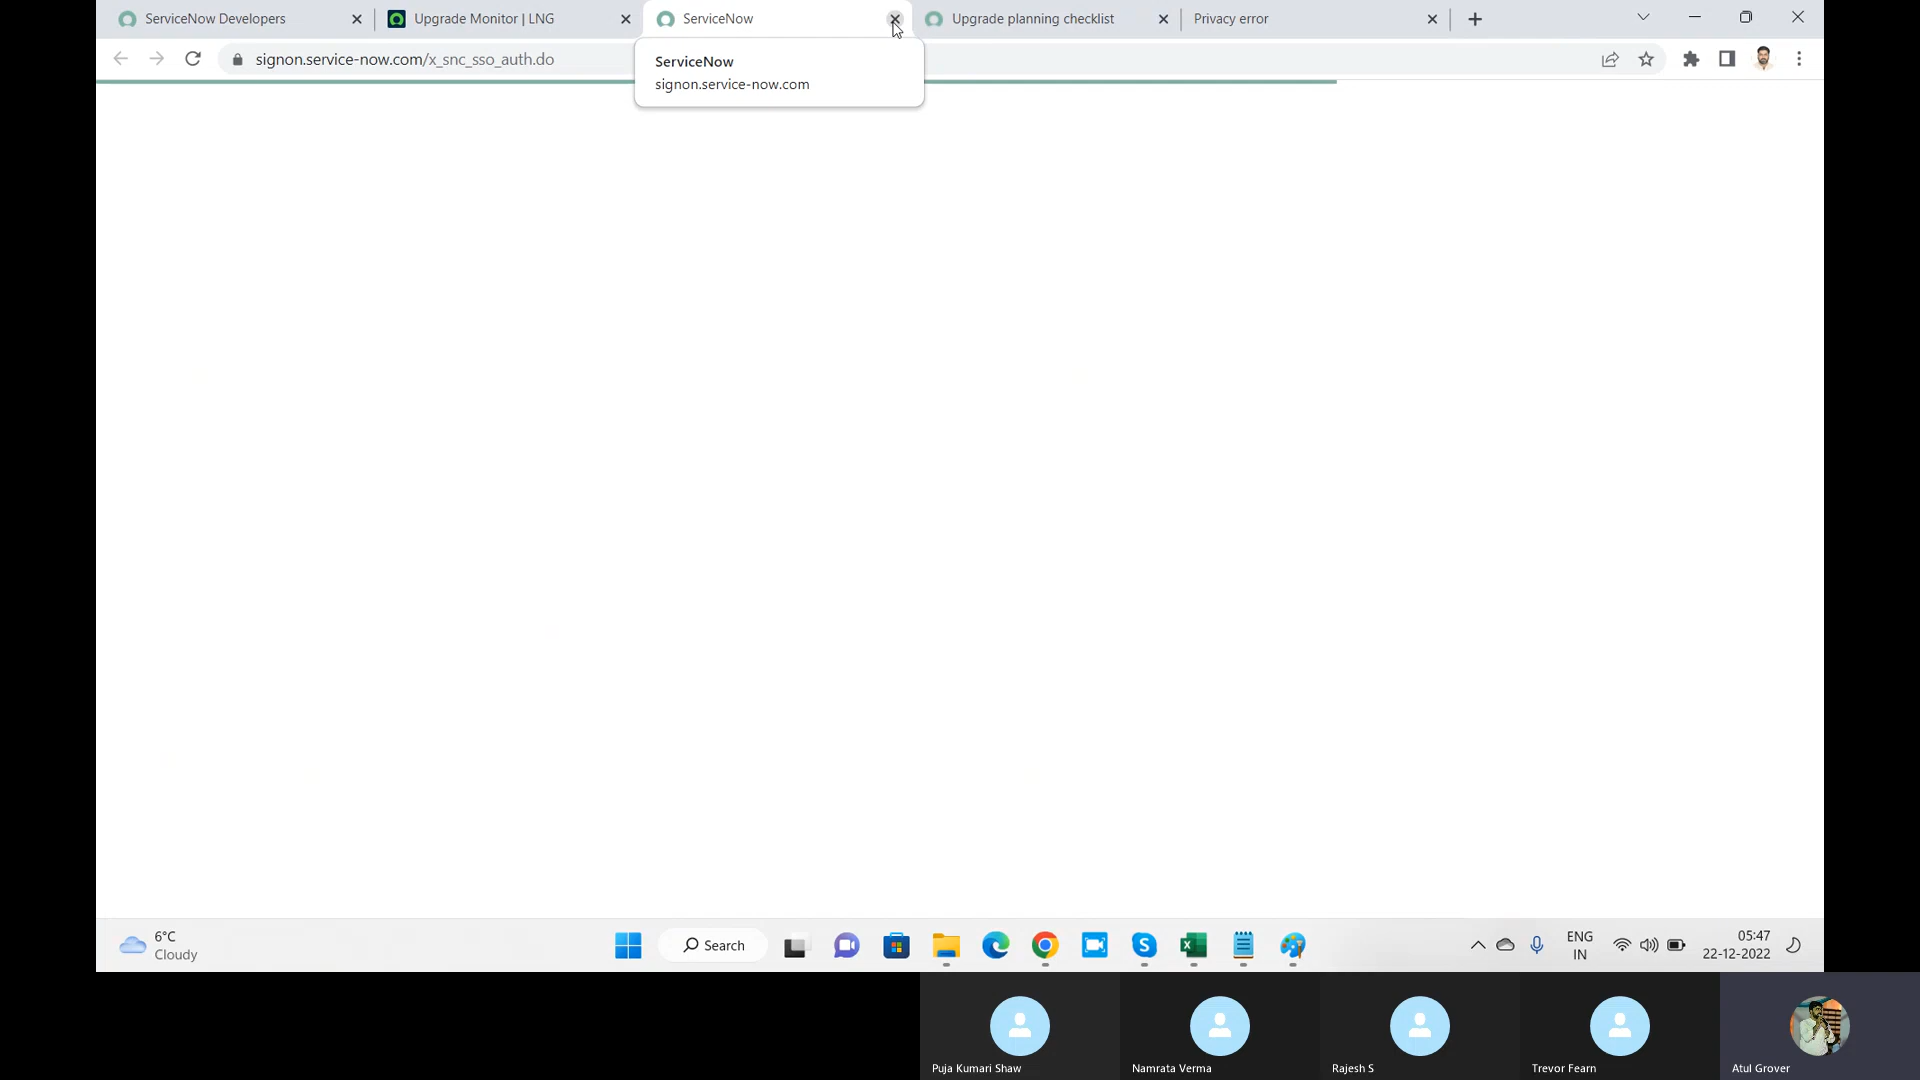 ServiceNow Developers
Upgrade Monitor | LNG
ServiceNow
Upgrade planning checklist
Privacy error
signon.service-now.com/x_snc_sso_auth.do
ServiceNow
signon.service-now.com
6°C
Cloudy
Search
ENG
IN
05:47
22-12-2022
Puja Kumari Shaw
Namrata Verma
Rajesh S
Trevor Fearn
Atul Grover